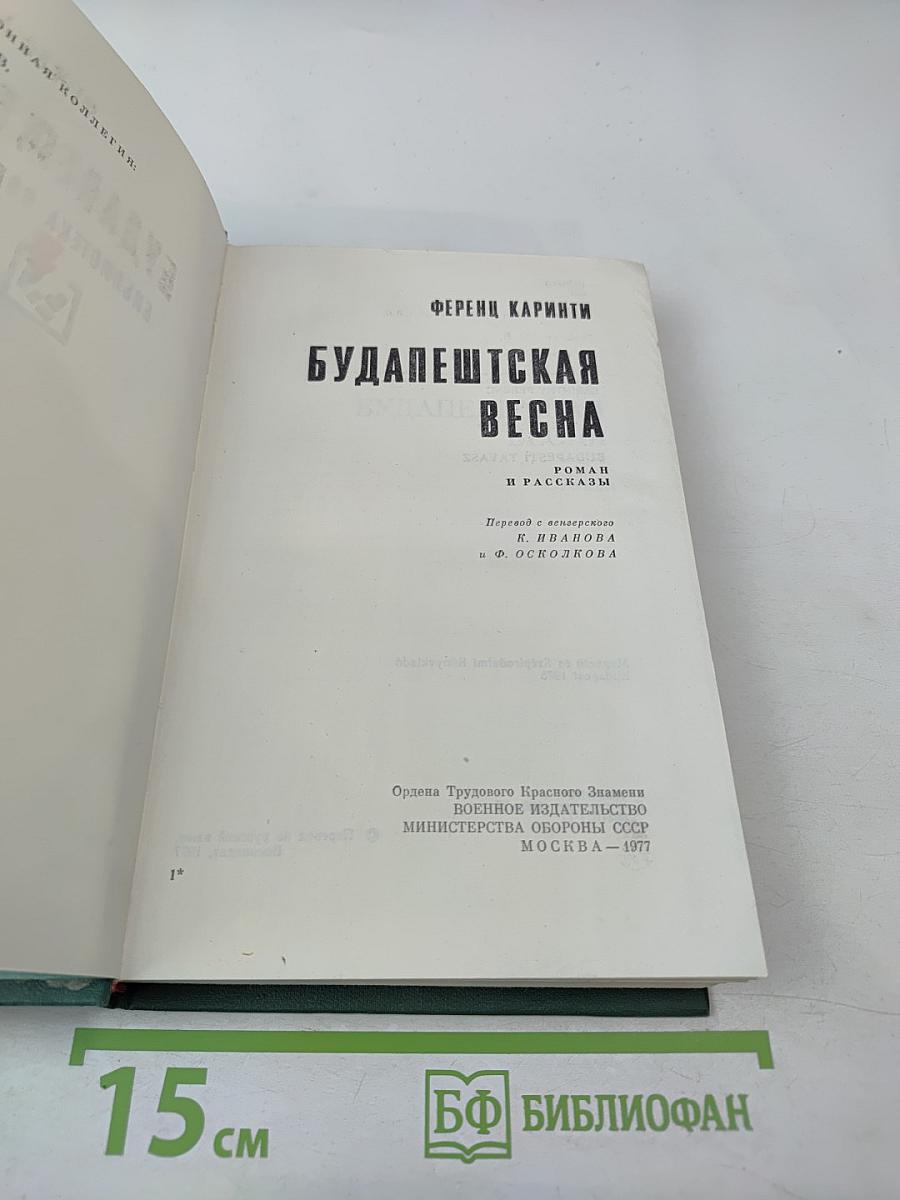 КОЛЛЕГИЯ:
ФЕРЕНЦ КАРИНТИ
БУДАПЕШТСКАЯ
ВЕСНА
РОМАН
И РАССКАЗЫ
Перевод с венгерского
К. ИВАНОВА
и Ф. ОСКОЛКОВА
Ордена Трудового Красного Знамени
ВОЕННОЕ ИЗДАТЕЛЬСТВО
МИНИСТЕРСТВА ОБОРОНЫ СССР
МОСКВА — 1977
1*
15 см
БФ БИБЛИОФАН